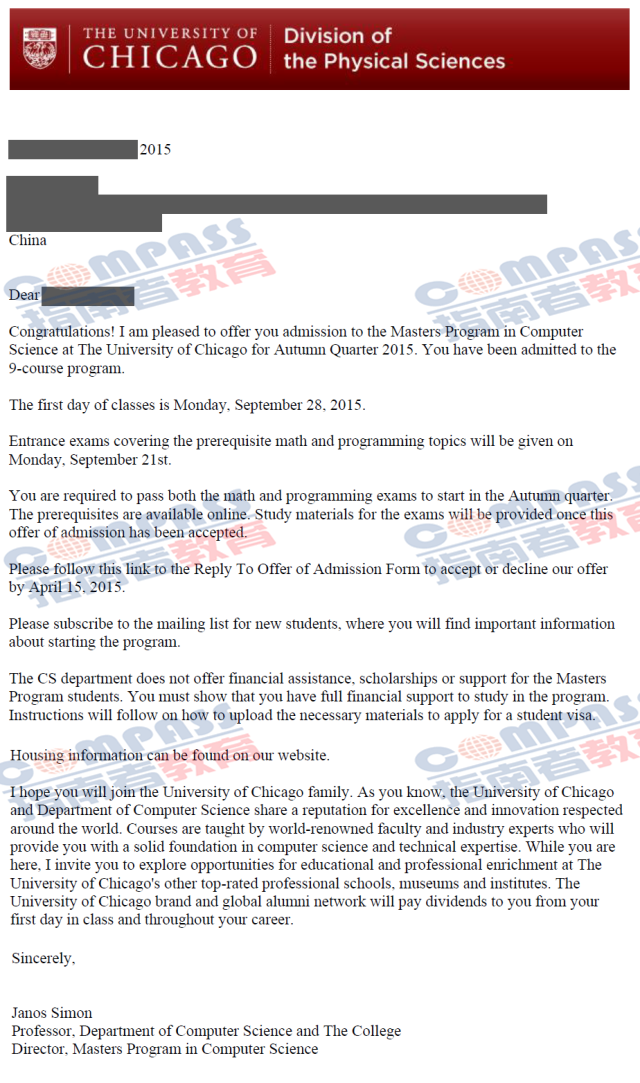 THE UNIVERSITY OF
CHICAGO
Division of
the Physical Sciences
2015
China
COMPASS
指南者教育
COMPASS
指南者教育
Dear
Congratulations! I am pleased to offer you admission to the Masters Program in Computer
Science at The University of Chicago for Autumn Quarter 2015. You have been admitted to the
9-course program.
The first day of classes is Monday, September 28, 2015.
Entrance exams covering the prerequisite math and programming topics will be given on
Monday, September 21st.
You are required to pass both the math and programming exams to start in the Autumn quarter.
The prerequisites are available online. Study materials for the exams will be provided once this
offer of admission has been accepted.
COMPASS
指南者教育
COMPASS
指南者教育
Please follow this link to the Reply To Offer of Admission Form to accept or decline our offer
by April 15, 2015.
Please subscribe to the mailing list for new students, where you will find important information
about starting the program.
The CS department does not offer financial assistance, scholarships or support for the Masters
Program students. You must show that you have full financial support to study in the program.
Instructions will follow on how to upload the necessary materials to apply for a student visa.
Housing information can be found on our website.
COMPASS
指南者教育
COMPASS
指南者教育
I hope you will join the University of Chicago family. As you know, the University of Chicago
and Department of Computer Science share a reputation for excellence and innovation respected
around the world. Courses are taught by world-renowned faculty and industry experts who will
provide you with a solid foundation in computer science and technical expertise. While you are
here, I invite you to explore opportunities for educational and professional enrichment at The
University of Chicago's other top-rated professional schools, museums and institutes. The
University of Chicago brand and global alumni network will pay dividends to you from your
first day in class and throughout your career.
Sincerely,
Janos Simon
Professor, Department of Computer Science and The College
Director, Masters Program in Computer Science